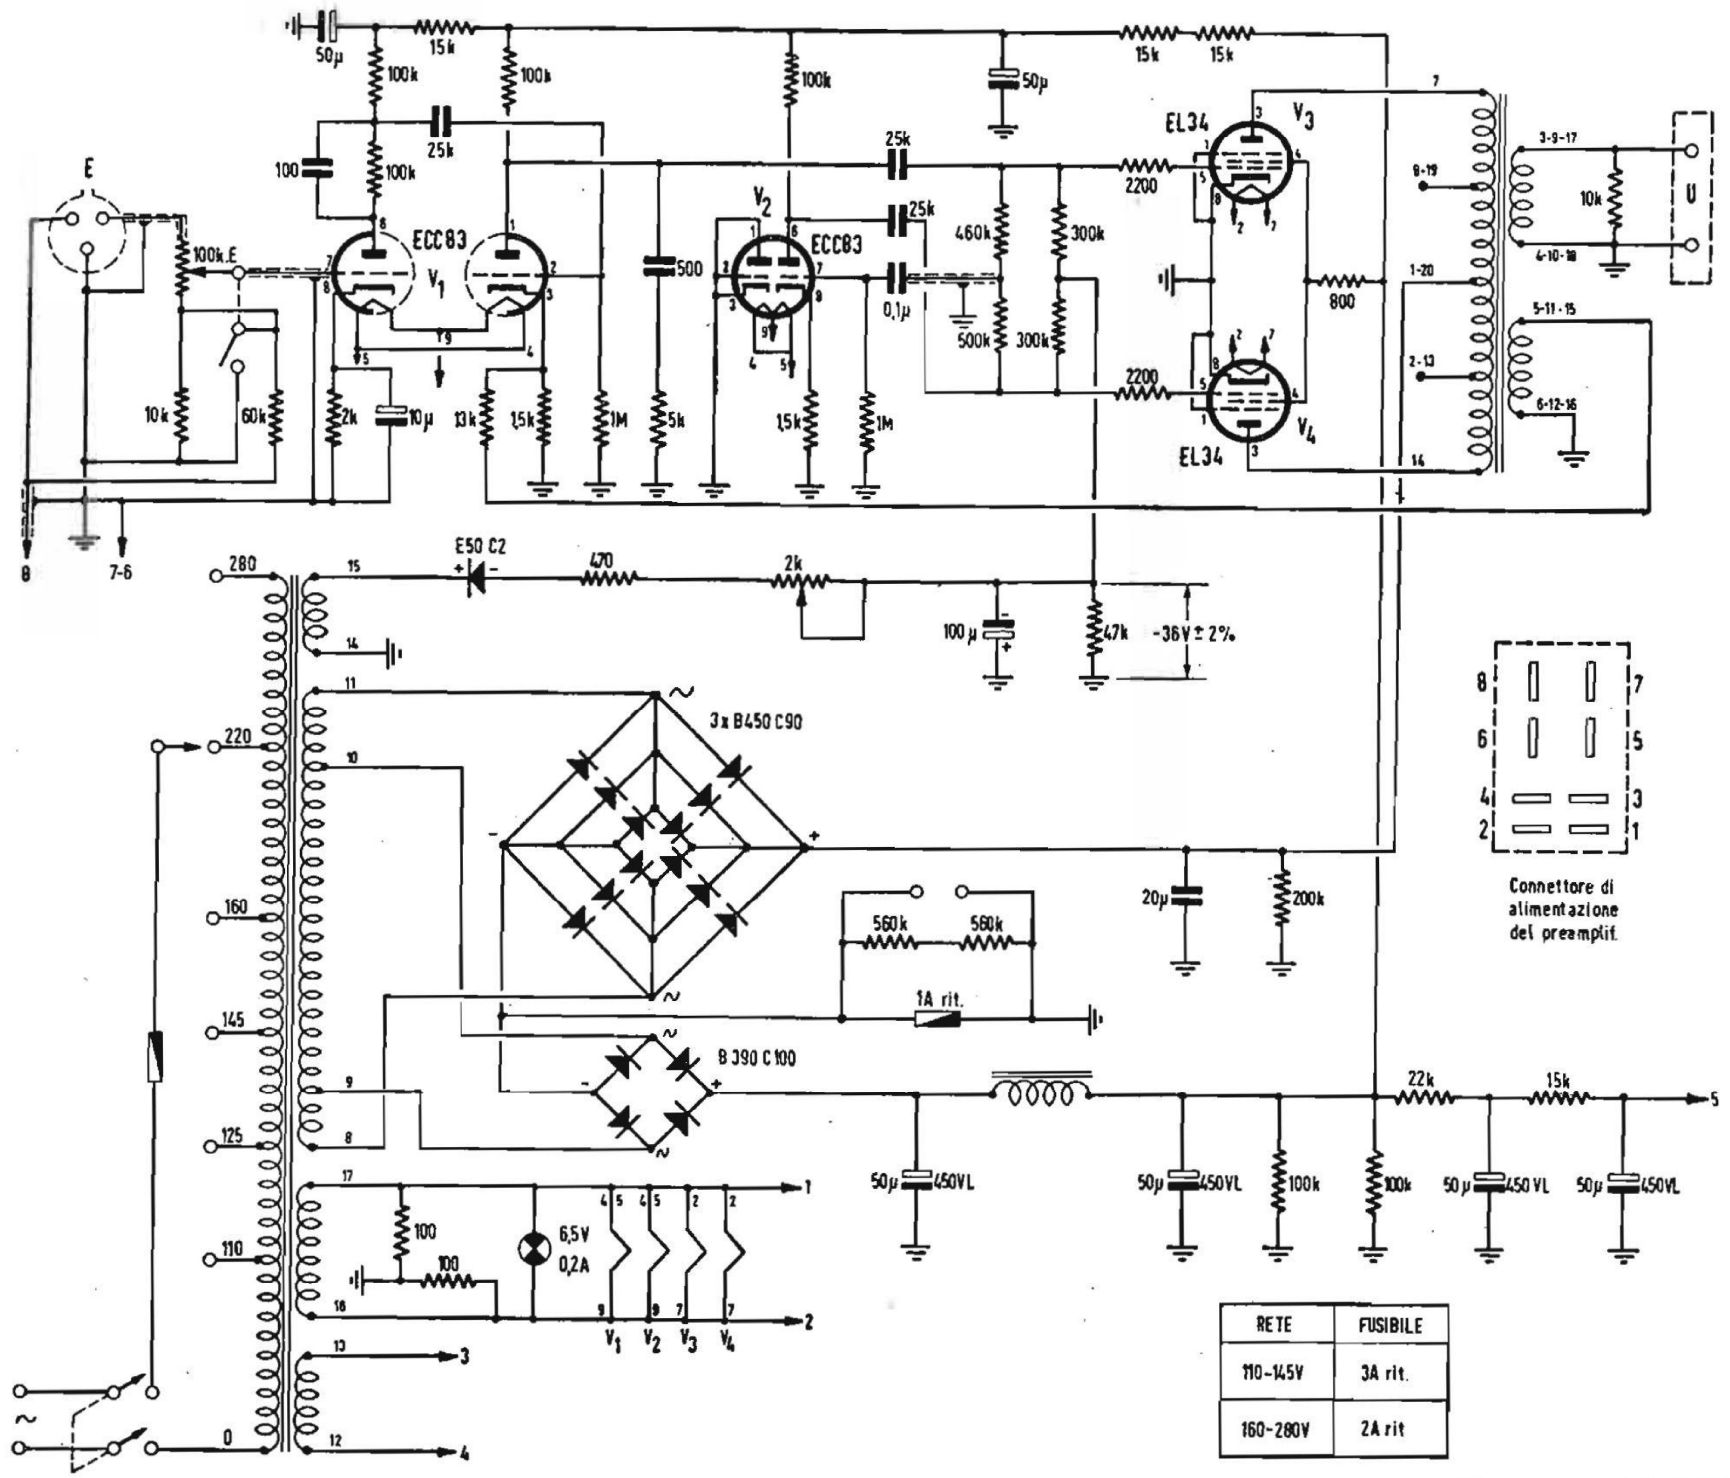 50µ
15k
15k
15k
100k
100k
100k
50µ
7
3
V3
EL34
25k
25k
100
100k
E
1
4
3-9-17
2200
5
8
2
7
8-19
10k
U
V2
25k
460k
300k
6
1
1
6
ECC83
ECC83
100k.E
7
8
V1
2
3
500
2
3
7
8
9
0,1µ
4-10-18
1-20
800
5-11-15
9
5
4
4
5
500k
300k
2
7
8
2200
5
4
1
2-13
10k
60k
2k
10µ
13k
1,5k
1M
5k
1,5k
1M
EL34
3
V4
14
6-12-16
8
7-6
E50 C2
280
15
+
-
470
2k
14
100µ
-
+
47k
-36V ± 2%
11
~
3 x B450 C90
8
7
6
5
220
10
4
3
2
1
-
+
Connettore di
alimentazione
del preamplif.
20µ
200k
160
560k
560k
~
1A rit.
145
~
B 390 C100
-
+
9
22k
15k
5
125
8
~
17
1
50µ
450VL
50µ
450VL
100k
100k
50µ
450 VL
50µ
450VL
4
5
4
5
2
2
100
6,5V
0,2A
110
100
16
9
9
7
7
2
V1
V2
V3
V4
RETE
FUSIBILE
13
3
110-145V
3A rit.
~
0
12
4
160-280V
2A rit